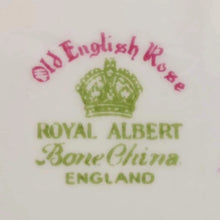 Old English Rose
ROYAL ALBERT
Bone China
ENGLAND